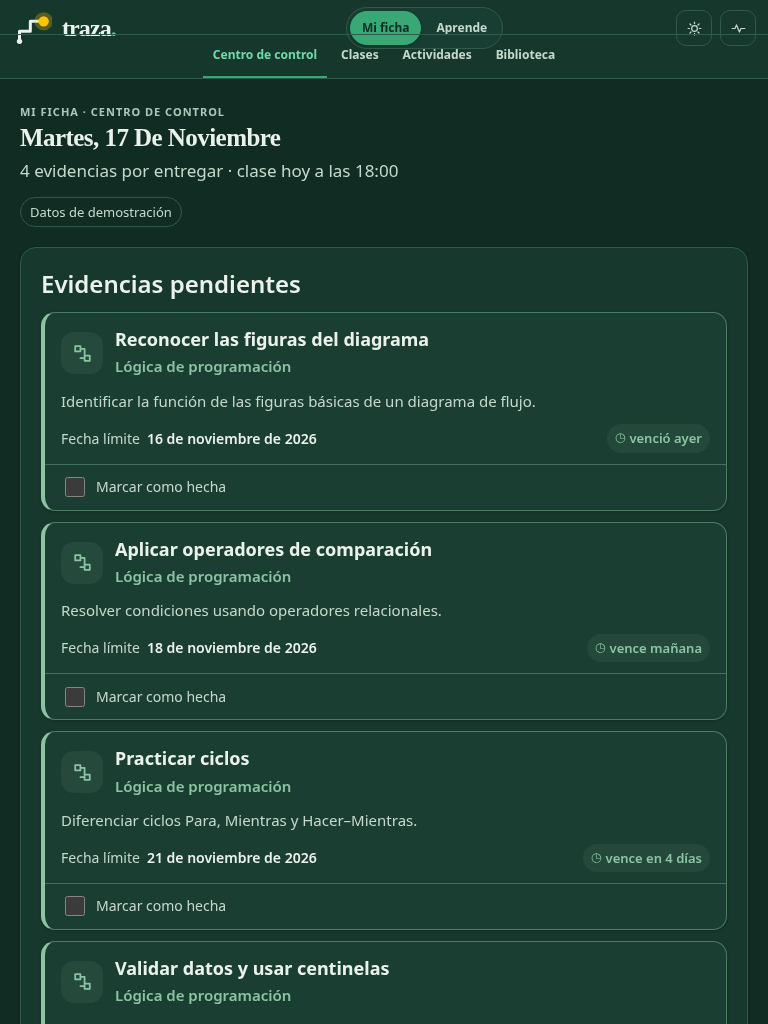 traza.
Mi ficha
Aprende
Centro de control
Clases
Actividades
Biblioteca
MI FICHA · CENTRO DE CONTROL
Martes, 17 De Noviembre
4 evidencias por entregar · clase hoy a las 18:00
Datos de demostración
Evidencias pendientes
Reconocer las figuras del diagrama
Lógica de programación
Identificar la función de las figuras básicas de un diagrama de flujo.
Fecha límite 16 de noviembre de 2026
venció ayer
Marcar como hecha
Aplicar operadores de comparación
Lógica de programación
Resolver condiciones usando operadores relacionales.
Fecha límite 18 de noviembre de 2026
vence mañana
Marcar como hecha
Practicar ciclos
Lógica de programación
Diferenciar ciclos Para, Mientras y Hacer–Mientras.
Fecha límite 21 de noviembre de 2026
vence en 4 días
Marcar como hecha
Validar datos y usar centinelas
Lógica de programación